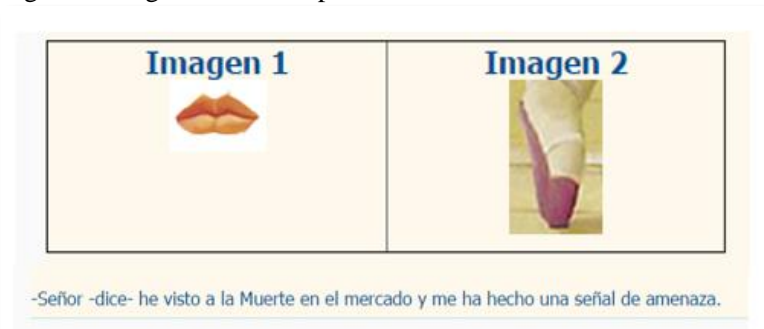 Imagen 1
Imagen 2
-Señor -dice- he visto a la Muerte en el mercado y me ha hecho una señal de amenaza.